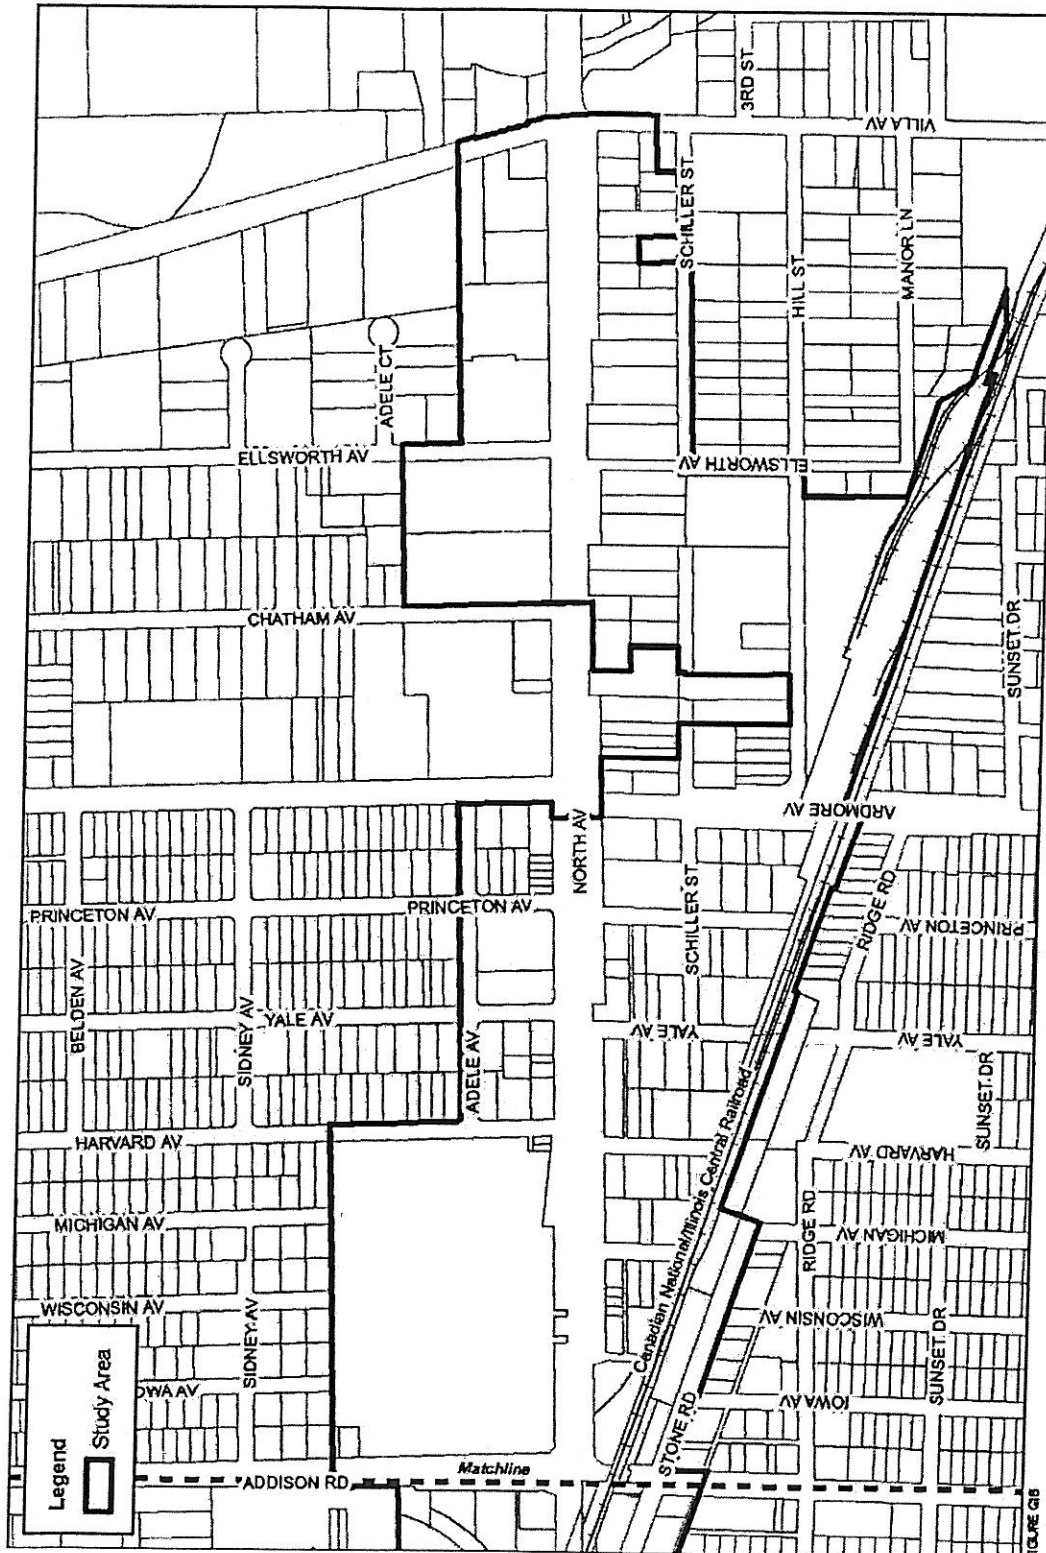 3RD ST
VILLA AV
SCHILLER ST
HILL ST
MANOR LN
ADELE CT
ELLSWORTH AV
ELLSWORTH AV
CHATHAM AV
SUNSET DR
ARDMORE AV
NORTH AV
RIDGE RD
PRINCETON AV
PRINCETON AV
PRINCETON AV
SCHILLER ST
BELDEN AV
SIDNEY AV
YALE AV
YALE AV
YALE AV
ADELE AV
SUNSET DR
HARVARD AV
HARVARD AV
Canadian National/Illinois Central Railroad
MICHIGAN AV
MICHIGAN AV
RIDGE RD
WISCONSIN AV
WISCONSIN AV
SIDNEY AV
SUNSET DR
OWA AV
IOWA AV
STONE RD
Legend
Study Area
ADDISON RD
Matchline